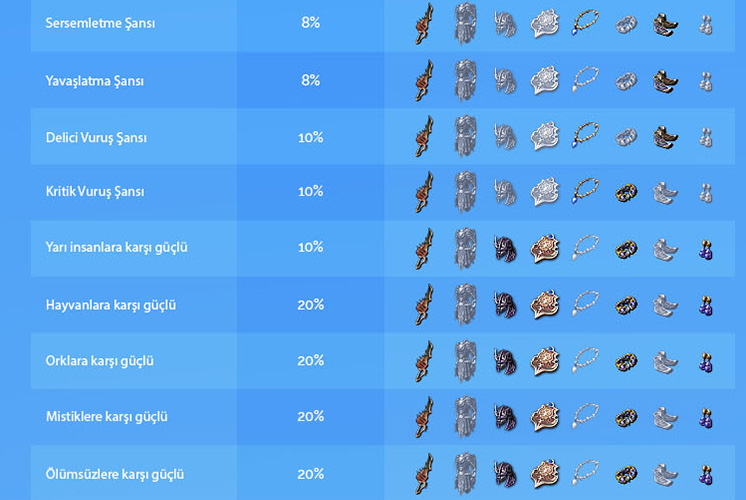 Sersemletme Şansı 8%
Yavaşlatma Şansı 8%
Delici Vuruş Şansı 10%
Kritik Vuruş Şansı 10%
Yarı insanlara karşı güçlü 10%
Hayvanlara karşı güçlü 20%
Orklara karşı güçlü 20%
Mistiklere karşı güçlü 20%
Ölümsüzlere karşı güçlü 20%